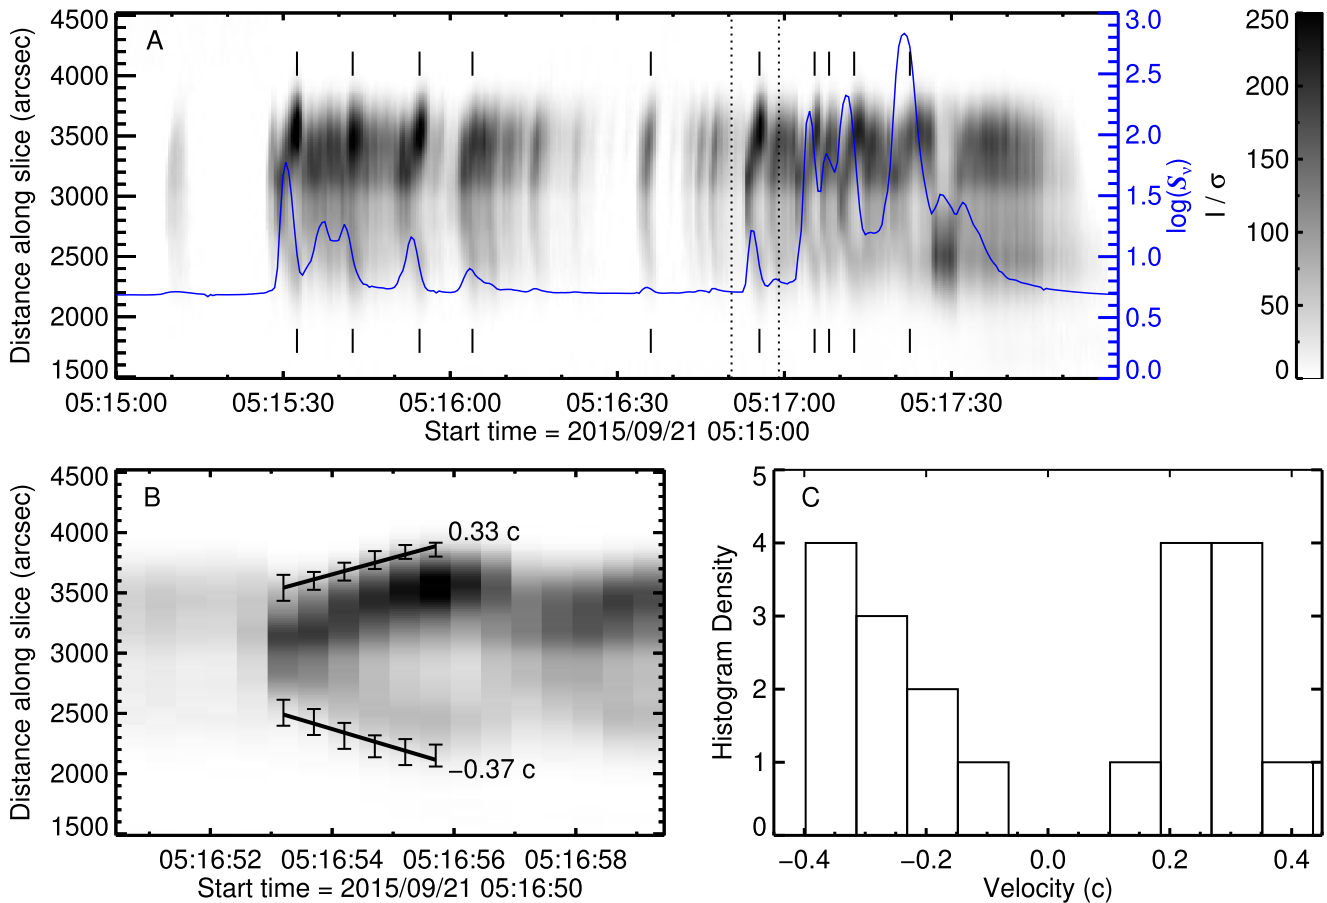 A
4500
4000
3500
3000
2500
2000
1500
Distance along slice (arcsec)
05:15:00 05:15:30 05:16:00 05:16:30 05:17:00 05:17:30
Start time = 2015/09/21 05:15:00
3.0
2.5
2.0
1.5
1.0
0.5
0.0
log(Sν)
I / σ
250
200
150
100
50
0
B
4500
4000
3500
3000
2500
2000
1500
Distance along slice (arcsec)
0.33 c
−0.37 c
05:16:52 05:16:54 05:16:56 05:16:58
Start time = 2015/09/21 05:16:50
C
5
4
3
2
1
0
Histogram Density
−0.4 −0.2 0.0 0.2 0.4
Velocity (c)